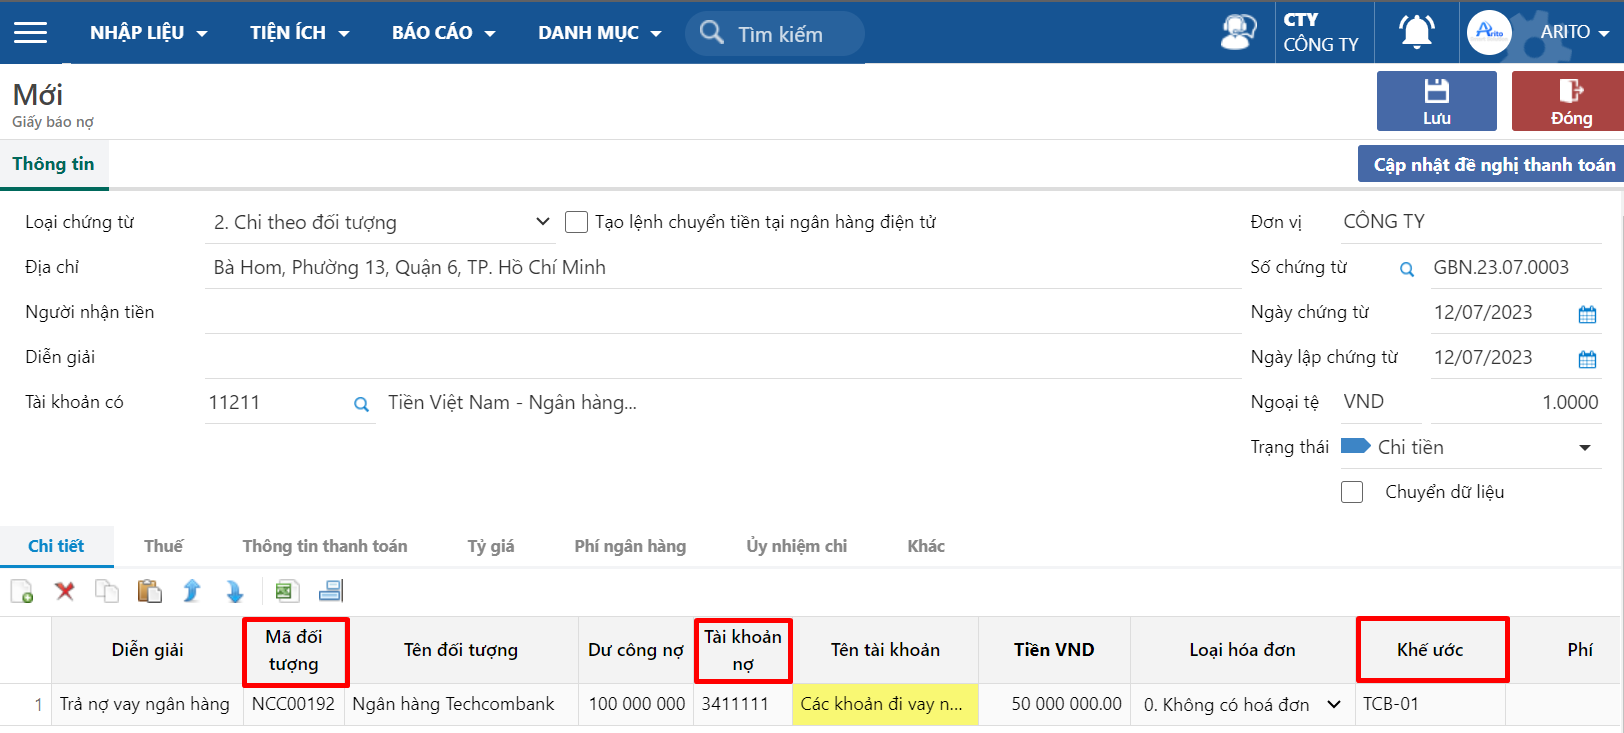 NHẬP LIỆU
TIỆN ÍCH
BÁO CÁO
DANH MỤC
Tìm kiếm
CTY
CÔNG TY
Arito
ARITO
Mới
Giấy báo nợ
Lưu
Đóng
Thông tin
Cập nhật đề nghị thanh toán
Loại chứng từ
2. Chi theo đối tượng
Tạo lệnh chuyển tiền tại ngân hàng điện tử
Đơn vị
CÔNG TY
Địa chỉ
Bà Hom, Phường 13, Quận 6, TP. Hồ Chí Minh
Số chứng từ
GBN.23.07.0003
Người nhận tiền
Ngày chứng từ
12/07/2023
Diễn giải
Ngày lập chứng từ
12/07/2023
Tài khoản có
11211
Tiền Việt Nam - Ngân hàng...
Ngoại tệ
VND
1.0000
Trạng thái
Chi tiền
Chuyển dữ liệu
Chi tiết
Thuế
Thông tin thanh toán
Tỷ giá
Phí ngân hàng
Ủy nhiệm chi
Khác
Diễn giải
Mã đối
tượng
Tên đối tượng
Dư công nợ
Tài khoản
nợ
Tên tài khoản
Tiền VND
Loại hóa đơn
Khế ước
Phí
1
Trả nợ vay ngân hàng
NCC00192
Ngân hàng Techcombank
100 000 000
3411111
Các khoản đi vay n...
50 000 000.00
0. Không có hoá đơn
TCB-01